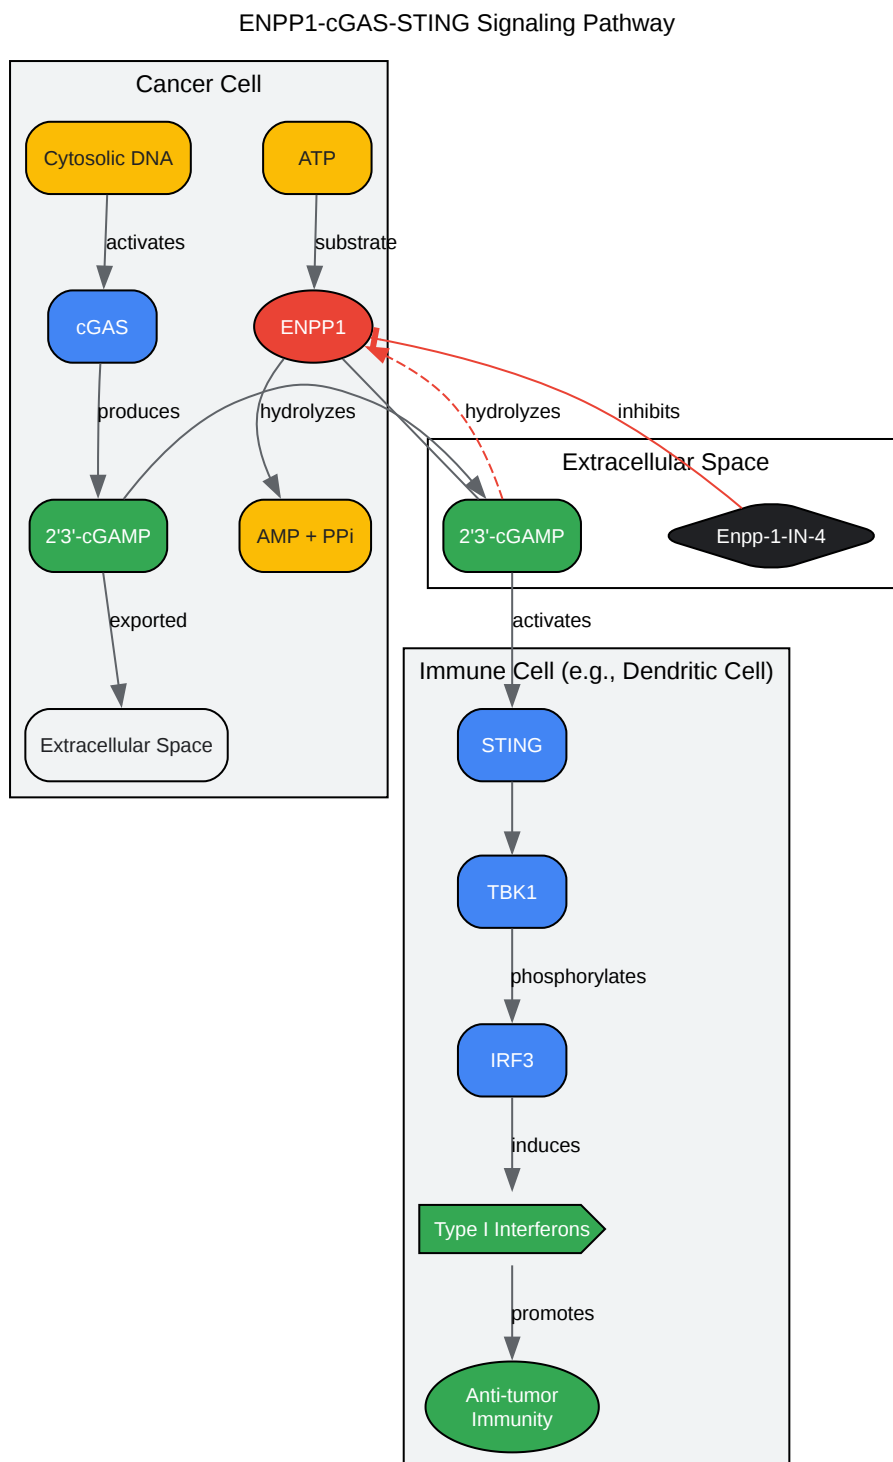 ENPP1-cGAS-STING Signaling Pathway
Cancer Cell
Cytosolic DNA
ATP
activates
substrate
cGAS
ENPP1
produces
hydrolyzes
hydrolyzes
inhibits
Extracellular Space
2'3'-cGAMP
AMP + PPi
2'3'-cGAMP
Enpp-1-IN-4
exported
activates
Immune Cell (e.g., Dendritic Cell)
Extracellular Space
STING
TBK1
phosphorylates
IRF3
induces
Type I Interferons
promotes
Anti-tumor
Immunity